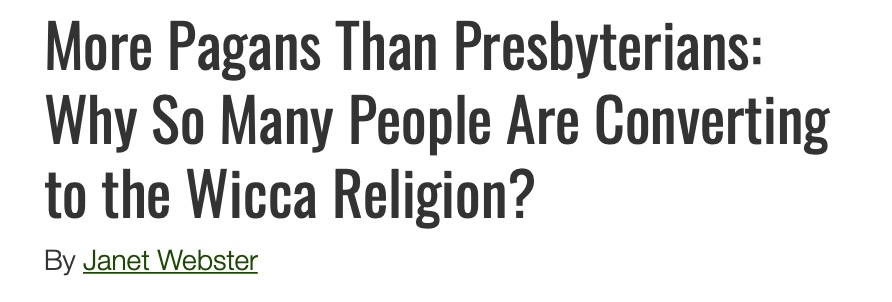 More Pagans Than Presbyterians:
Why So Many People Are Converting
to the Wicca Religion?
By Janet Webster